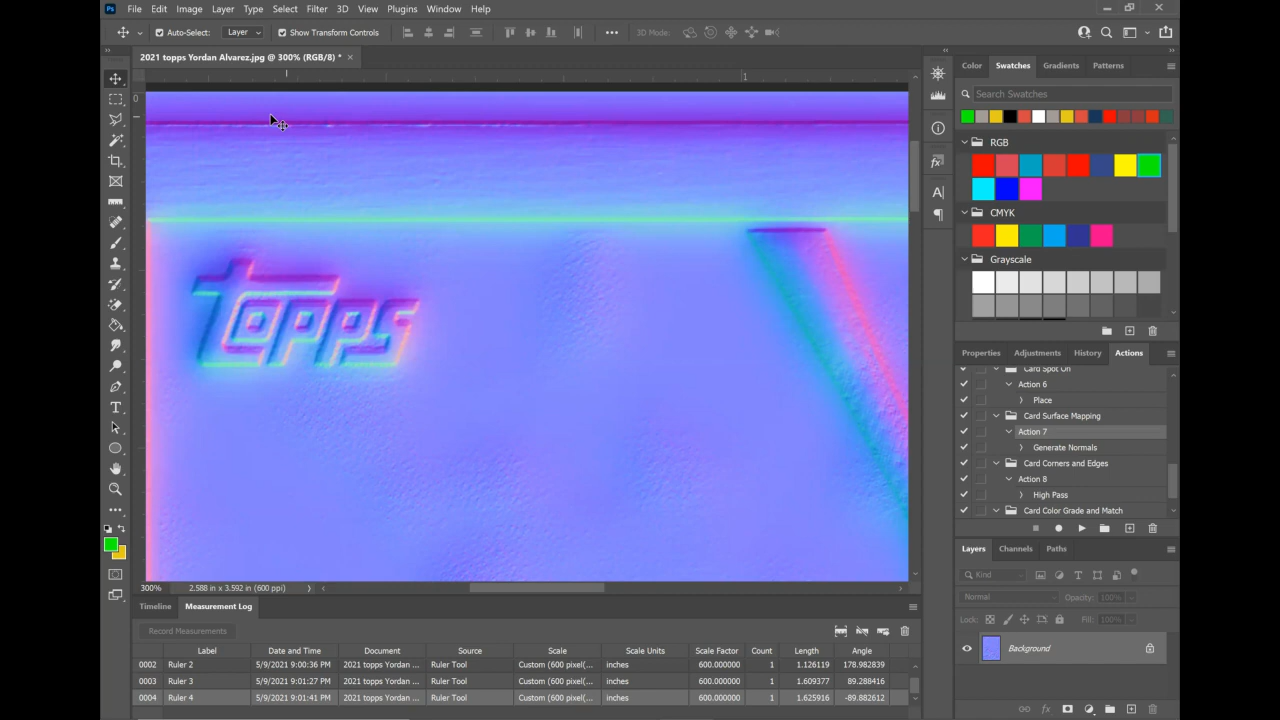 Ps File Edit Image Layer Type Select Filter 3D View Plugins Window Help
Auto-Select: Layer Show Transform Controls 3D Mode:
2021 topps Yordan Alvarez.jpg @ 300% (RGB/8) *
Color Swatches Gradients Patterns
Search Swatches
0 1
RGB
CMYK
Grayscale
topps
Properties Adjustments History Actions
Card Spot On
Action 6
Place
Card Surface Mapping
Action 7
Generate Normals
Card Corners and Edges
Action 8
High Pass
Card Color Grade and Match
Layers Channels Paths
Kind
Normal Opacity: 100%
Lock: Fill: 100%
Background
300% 2.588 in x 3.592 in (600 ppi)
Timeline Measurement Log
Record Measurements
Label Date and Time Document Source Scale Scale Units Scale Factor Count Length Angle
0002 Ruler 2 5/9/2021 9:00:36 PM 2021 topps Yordan ... Ruler Tool Custom (600 pixel(... inches 600.000000 1 1.126119 178.982839
0003 Ruler 3 5/9/2021 9:01:27 PM 2021 topps Yordan ... Ruler Tool Custom (600 pixel(... inches 600.000000 1 1.609377 89.288416
0004 Ruler 4 5/9/2021 9:01:41 PM 2021 topps Yordan ... Ruler Tool Custom (600 pixel(... inches 600.000000 1 1.625916 -89.882612